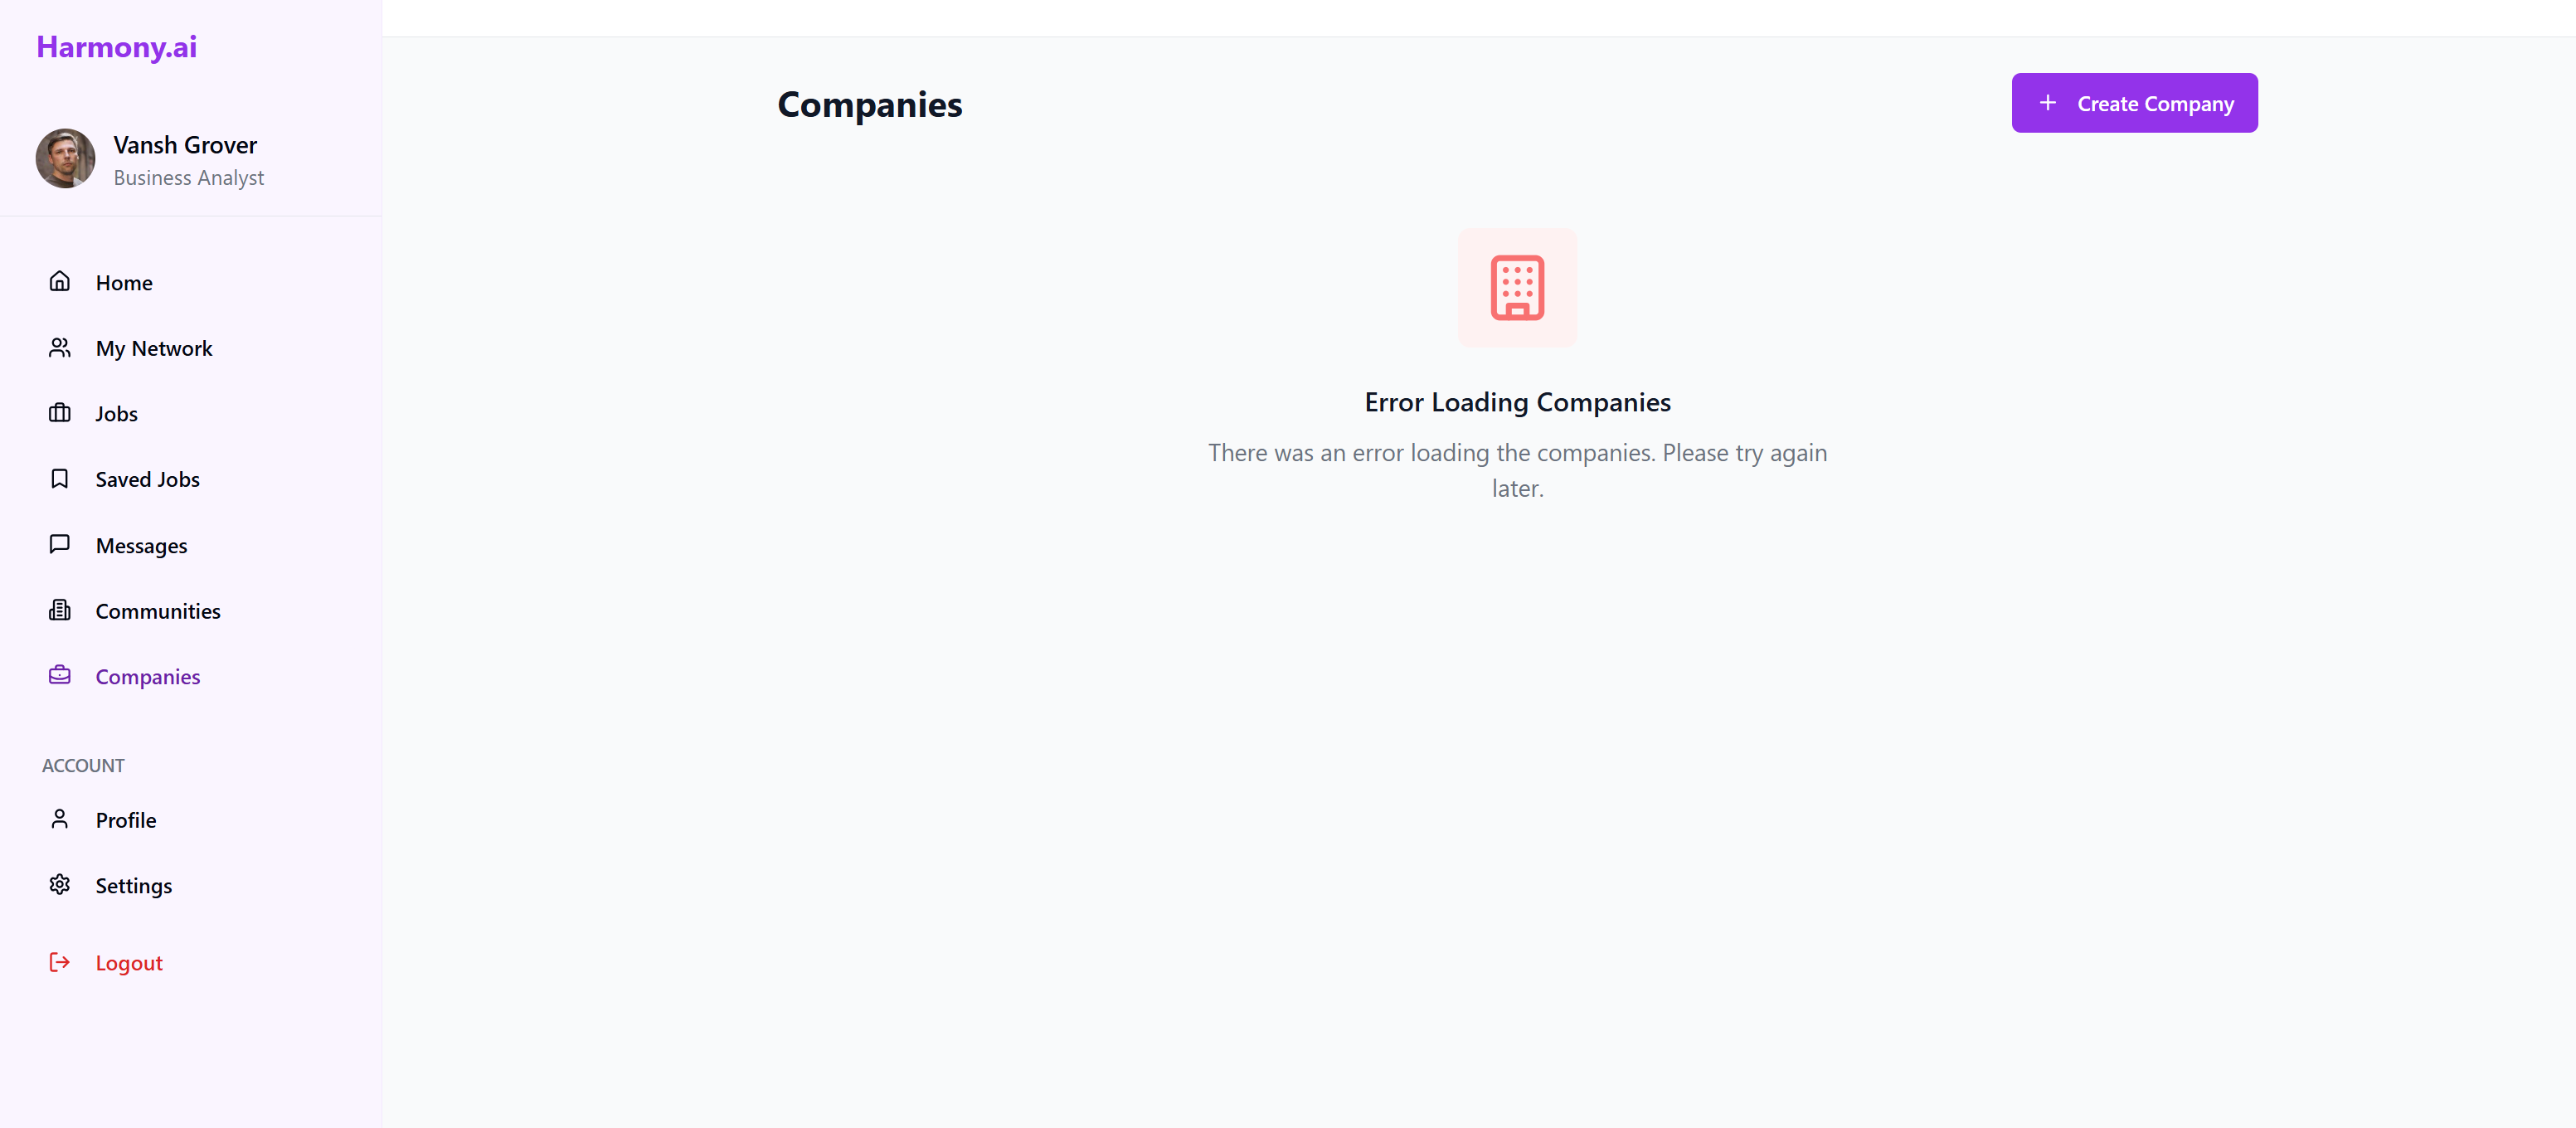 Harmony.ai
Vansh Grover
Business Analyst
Home
My Network
Jobs
Saved Jobs
Messages
Communities
Companies
ACCOUNT
Profile
Settings
Logout
Companies
Create Company
Error Loading Companies
There was an error loading the companies. Please try again
later.